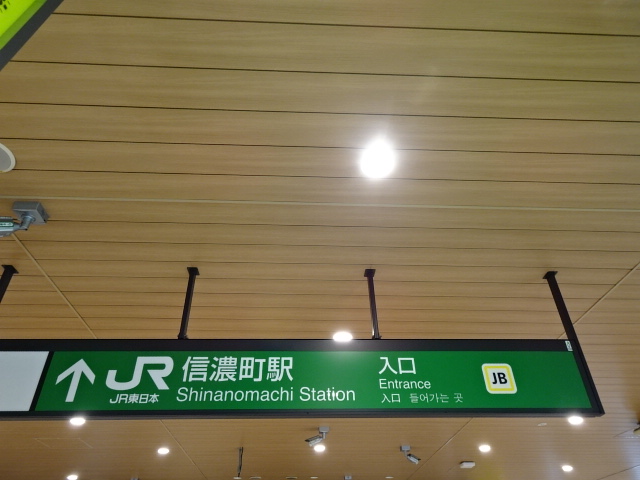 JR
JR東日本
信濃町駅
Shinanomachi Station
入口
Entrance
入口 들어가는 곳
JB